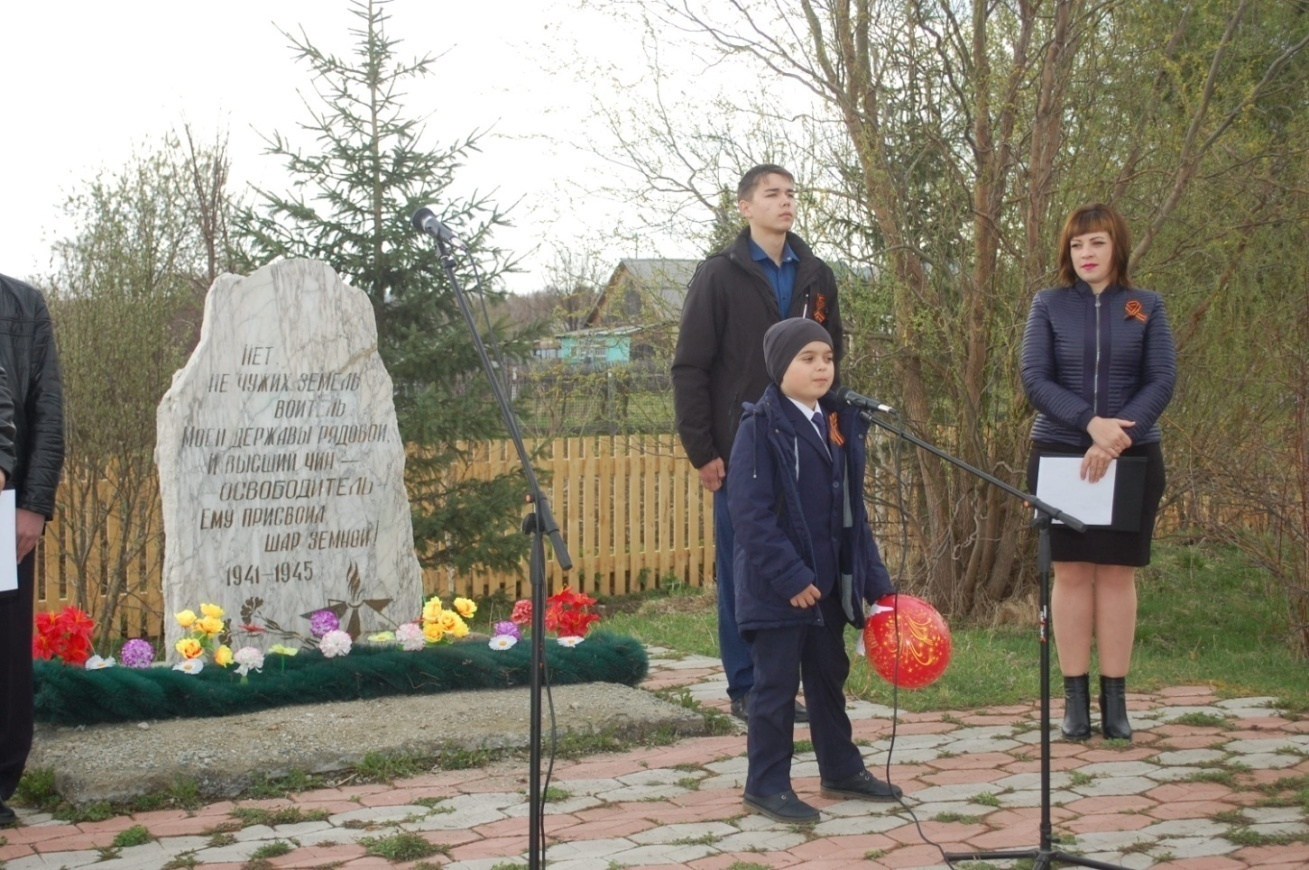 Нет,
не чужих земель
воитель
Моей державы рядовой,
И высший чин —
освободитель
Ему присвоил
шар земной!
1941–1945